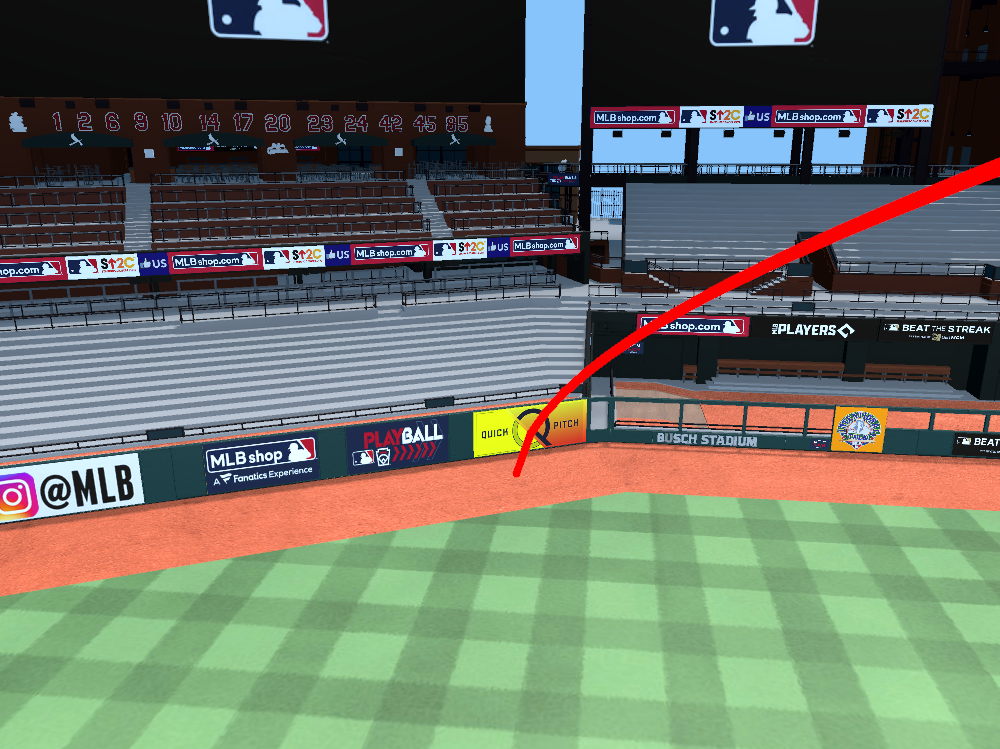 1 2 6 9 10 14 17 20 23 24 42 45 85
MLBshop.com S↑2C US MLBshop.com S↑2C
MLBshop.com S↑2C US MLBshop.com S↑2C US MLBshop.com S↑2C US MLBshop.com
MLBshop.com
PLAYERS
BEAT THE STREAK
@MLB
MLB shop
A Fanatics Experience
PLAY BALL
QUICK PITCH
BUSCH STADIUM
BEAT